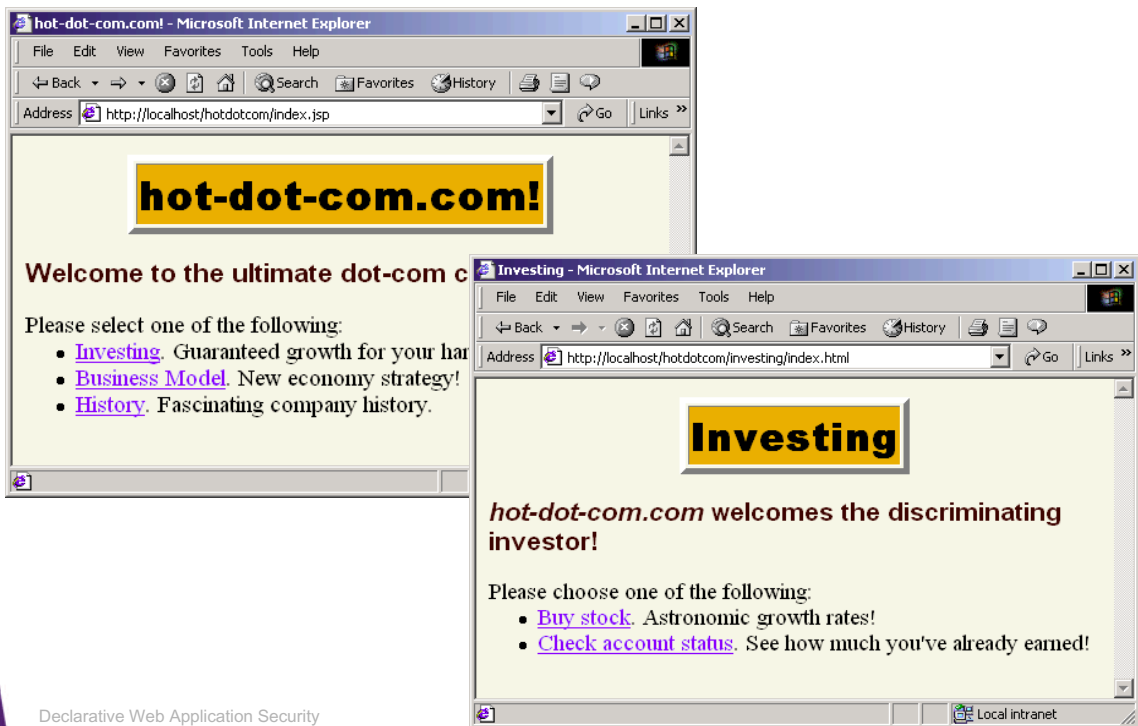 hot-dot-com.com! - Microsoft Internet Explorer
File Edit View Favorites Tools Help
Back Search Favorites History
Address http://localhost/hotdotcom/index.jsp Go Links »
hot-dot-com.com!
Welcome to the ultimate dot-com c
Please select one of the following:
• Investing. Guaranteed growth for your har
• Business Model. New economy strategy!
• History. Fascinating company history.
Investing - Microsoft Internet Explorer
File Edit View Favorites Tools Help
Back Search Favorites History
Address http://localhost/hotdotcom/investing/index.html Go Links »
Investing
hot-dot-com.com welcomes the discriminating
investor!
Please choose one of the following:
• Buy stock. Astronomic growth rates!
• Check account status. See how much you've already earned!
Local intranet
Declarative Web Application Security